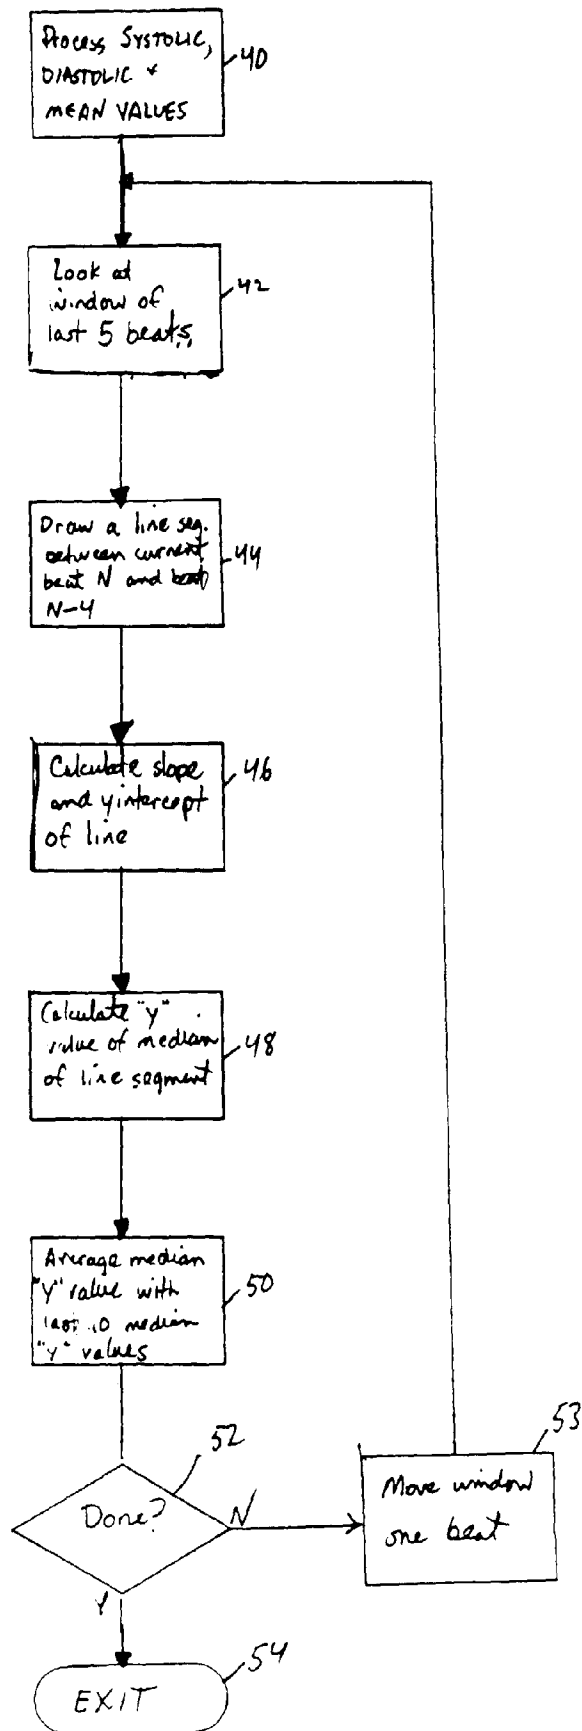 Process SYSTOLIC,
DIASTOLIC +
MEAN VALUES
40
Look at
window of
last 5 beats
42
Draw a line seg.
between current
beat N and beat
N-4
44
Calculate slope
and y intercept
of line
46
Calculate "y"
value of median
of line segment
48
Average median
"Y" value with
last 10 median
"y" values
50
52
Done?
N
Y
53
Move window
one beat
54
EXIT